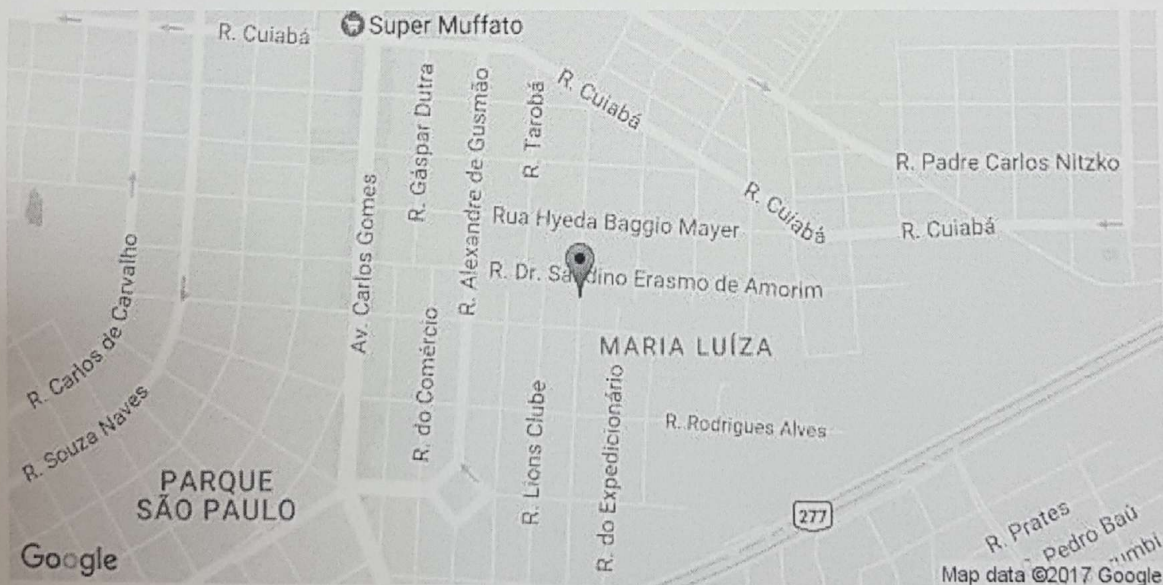 Super Muffato
R. Cuiabá
R. Cuiabá
R. Gáspar Dutra
R. Alexandre de Gusmão
R. Tarobá
R. Padre Carlos Nitzko
R. Cuiabá
R. Cuiabá
Av. Carlos Gomes
Rua Hyeda Baggio Mayer
R. Carlos de Carvalho
R. Dr. Erasmo de Amorim
MARIA LUÍZA
R. do Comércio
R. Souza Naves
R. Lions Clube
R. do Expedicionário
R. Rodrigues Alves
PARQUE
SÃO PAULO
277
R. Prates
Pedro Baú
Google
Map data ©2017 Google